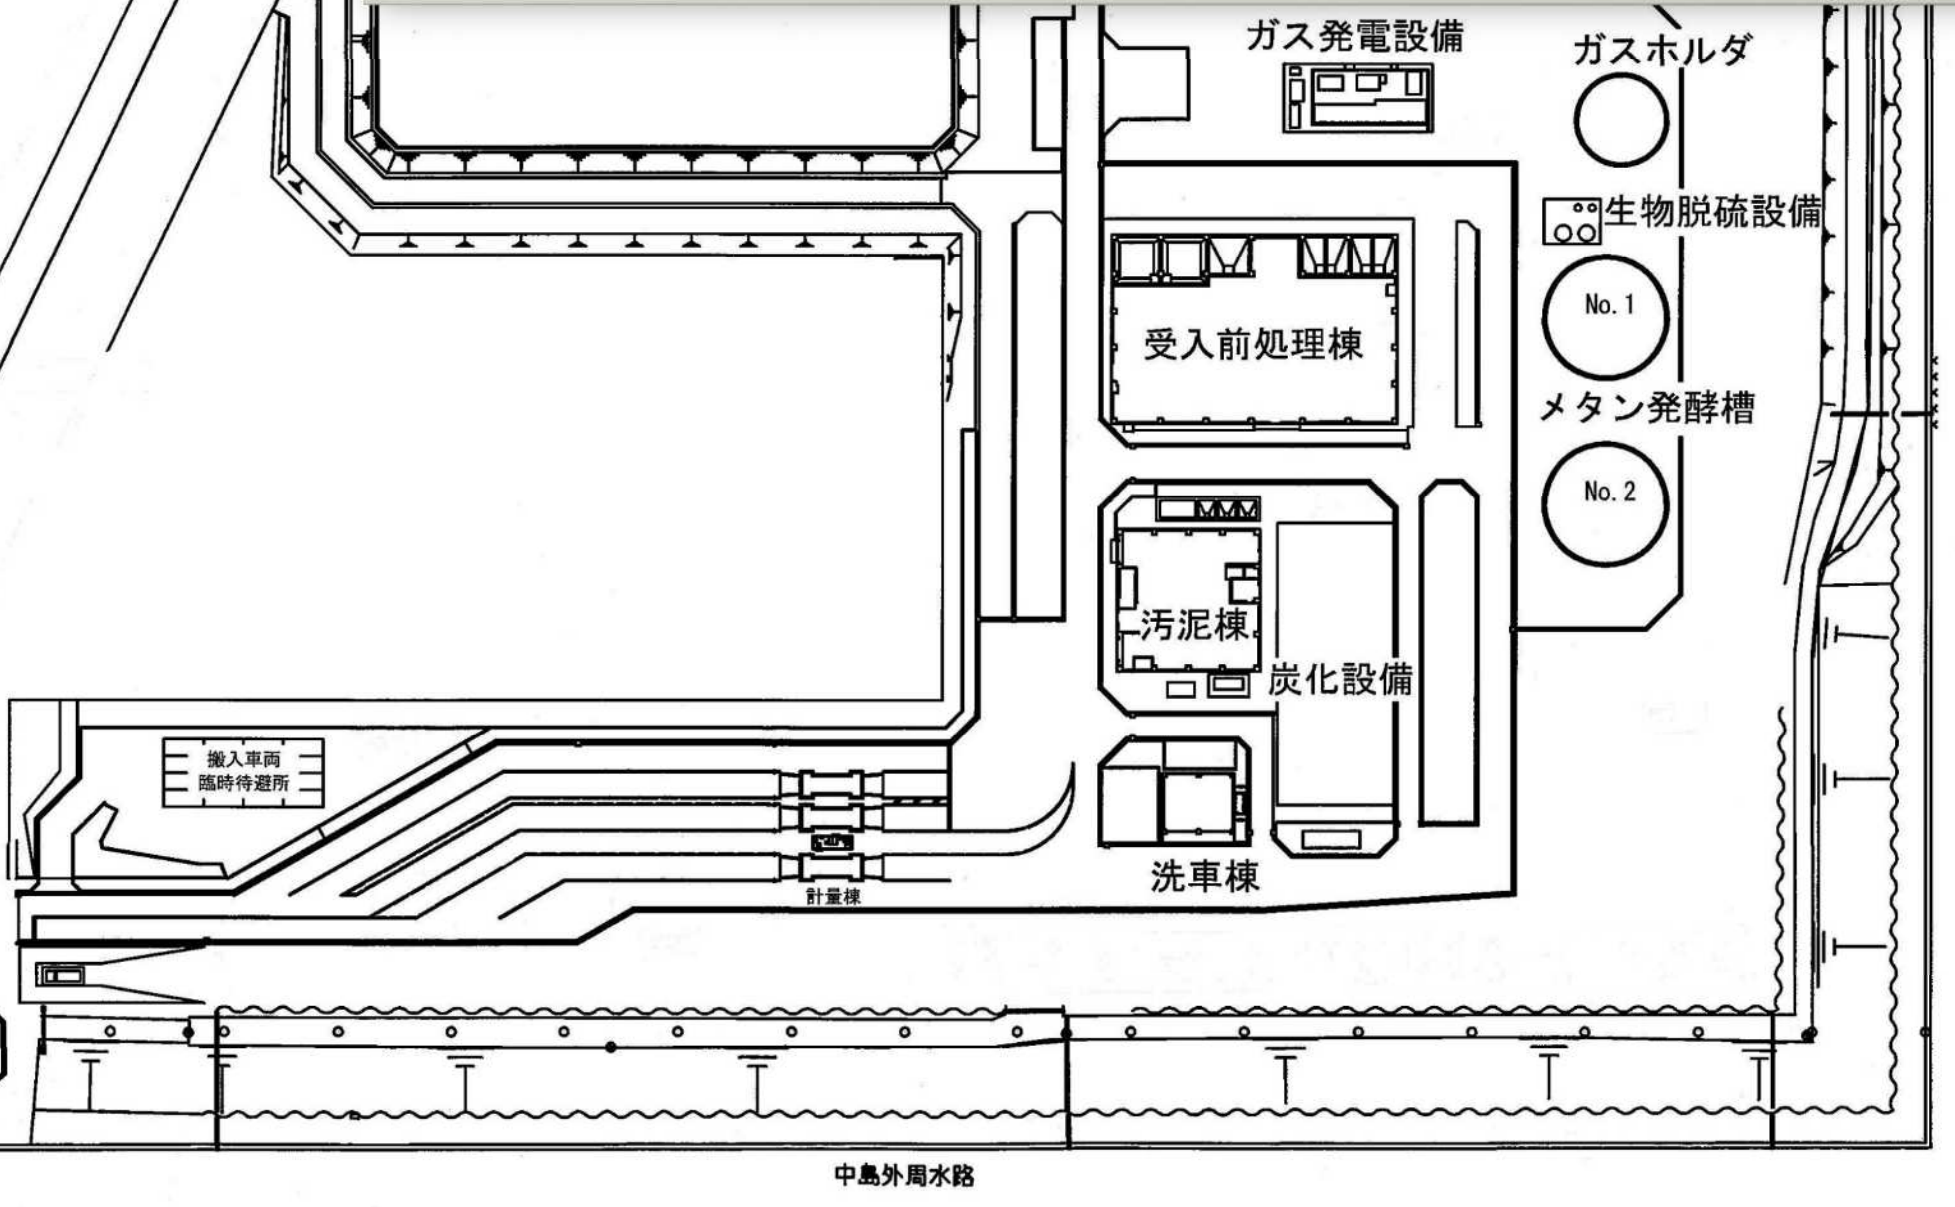 ガス発電設備
ガスホルダ
生物脱硫設備
No. 1
受入前処理棟
メタン発酵槽
No. 2
汚泥棟
炭化設備
搬入車両
臨時待避所
洗車棟
計量棟
中島外周水路